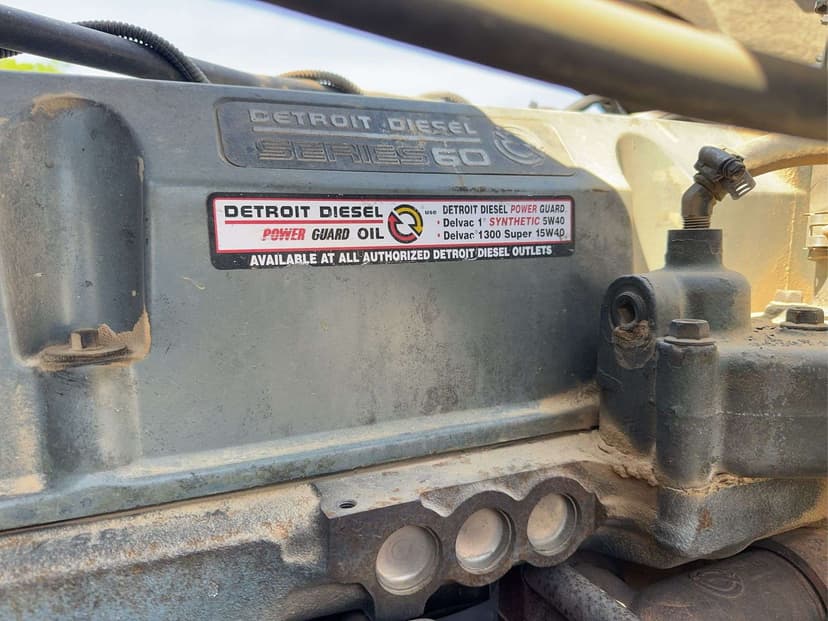 DETROIT DIESEL
SERIES 60
DETROIT DIESEL
POWER GUARD OIL
use DETROIT DIESEL POWER GUARD
• Delvac 1® SYNTHETIC 5W40
• Delvac® 1300 Super 15W40
AVAILABLE AT ALL AUTHORIZED DETROIT DIESEL OUTLETS